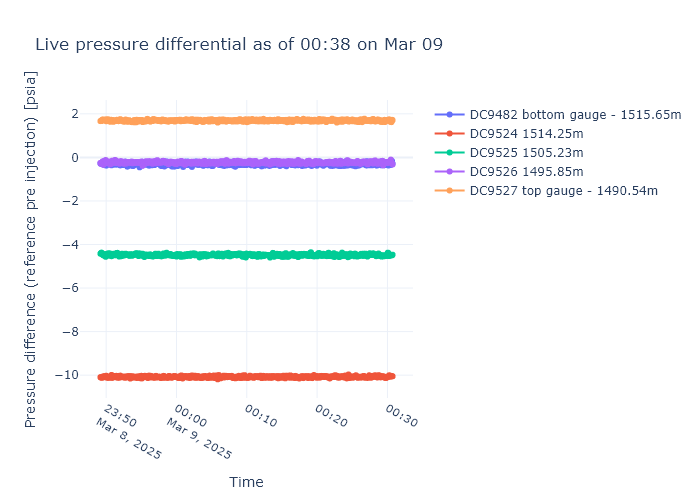 Live pressure differential as of 00:38 on Mar 09
Pressure difference (reference pre injection) [psia]
2
0
−2
−4
−6
−8
−10
23:50
Mar 8, 2025
00:00
Mar 9, 2025
00:10
00:20
00:30
Time
DC9482 bottom gauge - 1515.65m
DC9524 1514.25m
DC9525 1505.23m
DC9526 1495.85m
DC9527 top gauge - 1490.54m